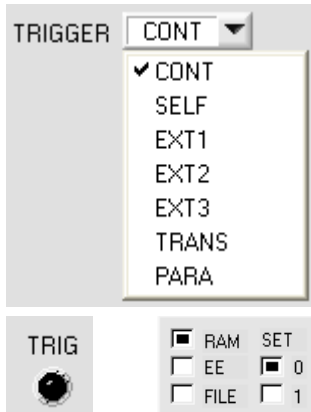 TRIGGER CONT
CONT
SELF
EXT1
EXT2
EXT3
TRANS
PARA
TRIG RAM SET
EE 0
FILE 1